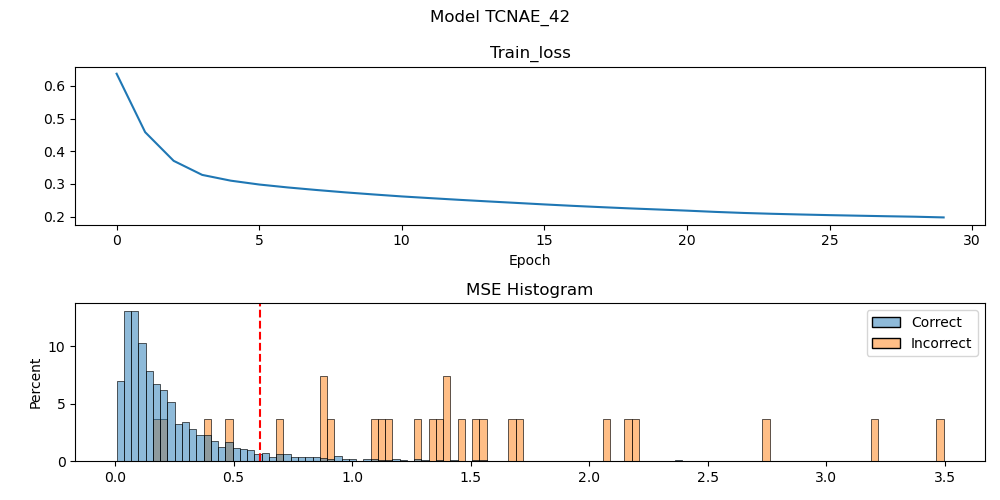 Model TCNAE_42
Train_loss
0.6
0.5
0.4
0.3
0.2
0 5 10 15 20 25 30
Epoch
MSE Histogram
Correct
Incorrect
Percent
10
5
0
0.0 0.5 1.0 1.5 2.0 2.5 3.0 3.5